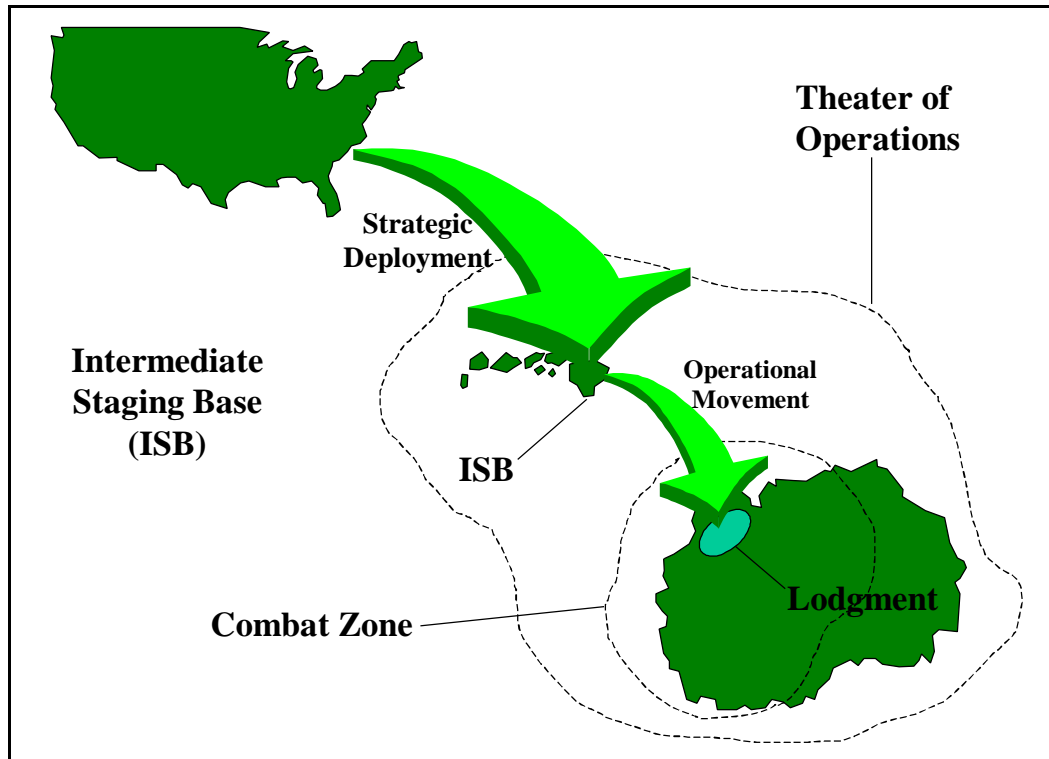 Theater of
Operations
Strategic
Deployment
Intermediate
Staging Base
(ISB)
Operational
Movement
ISB
Lodgment
Combat Zone